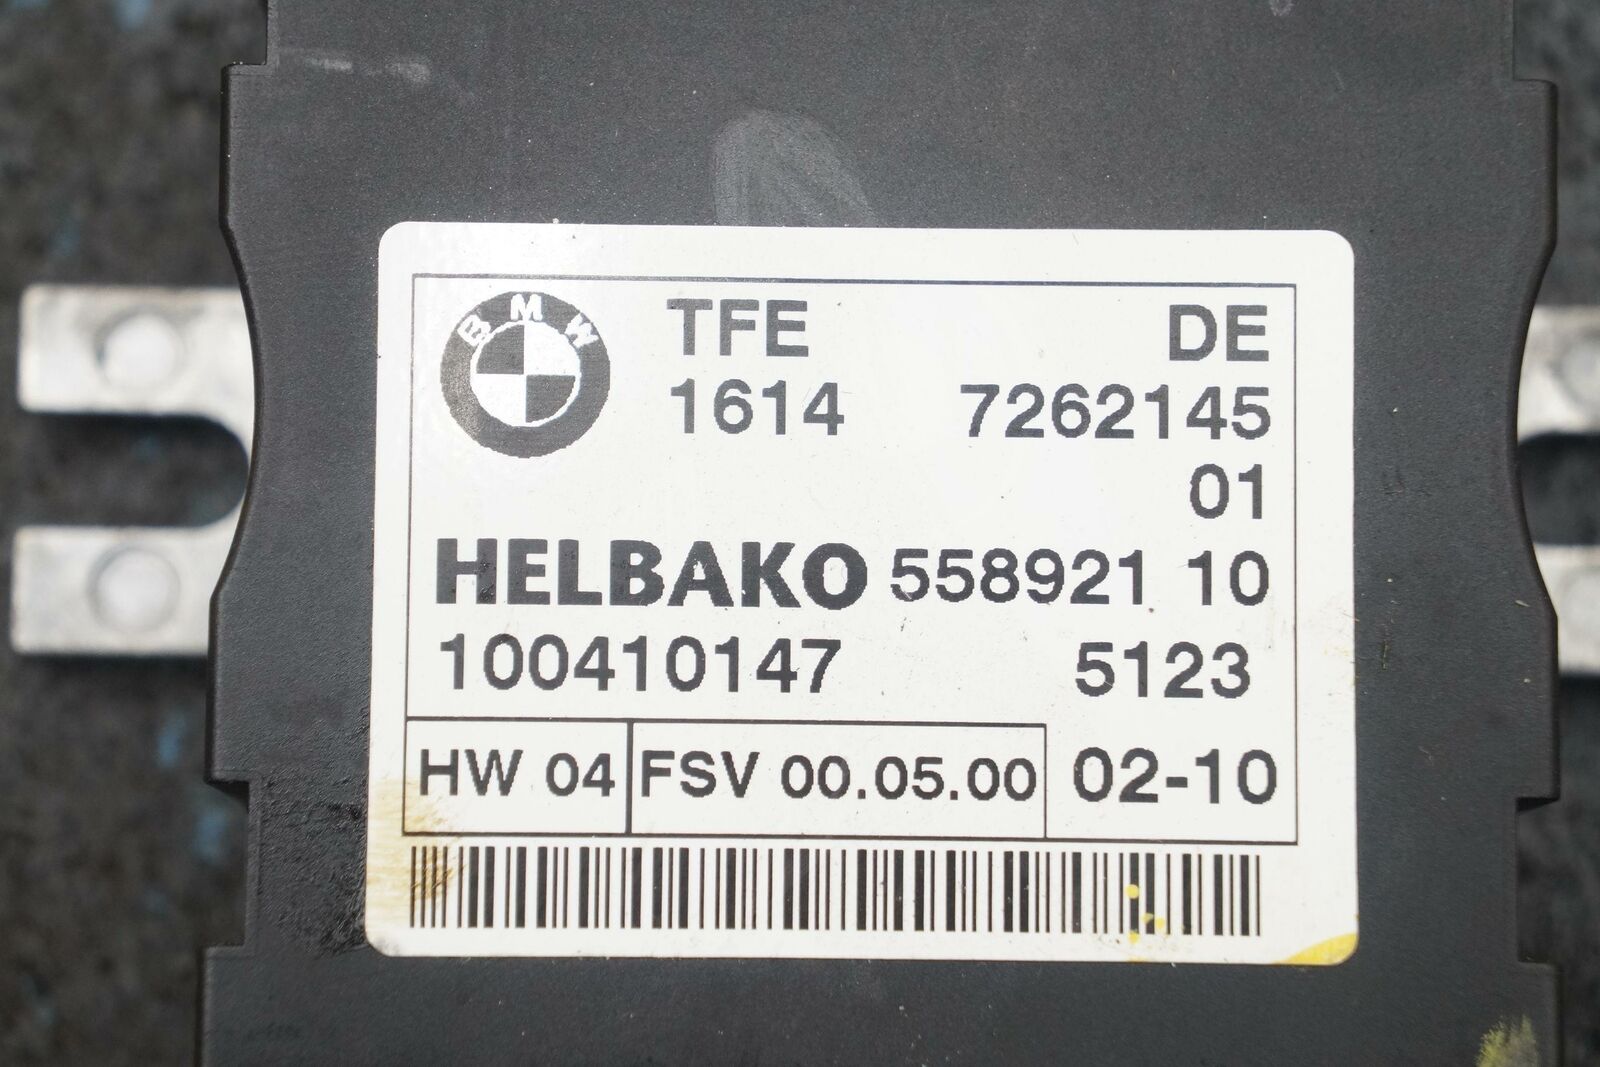 BMW
TFE DE
1614 7262145
01
HELBAKO 558921 10
100410147 5123
HW 04 FSV 00.05.00 02-10